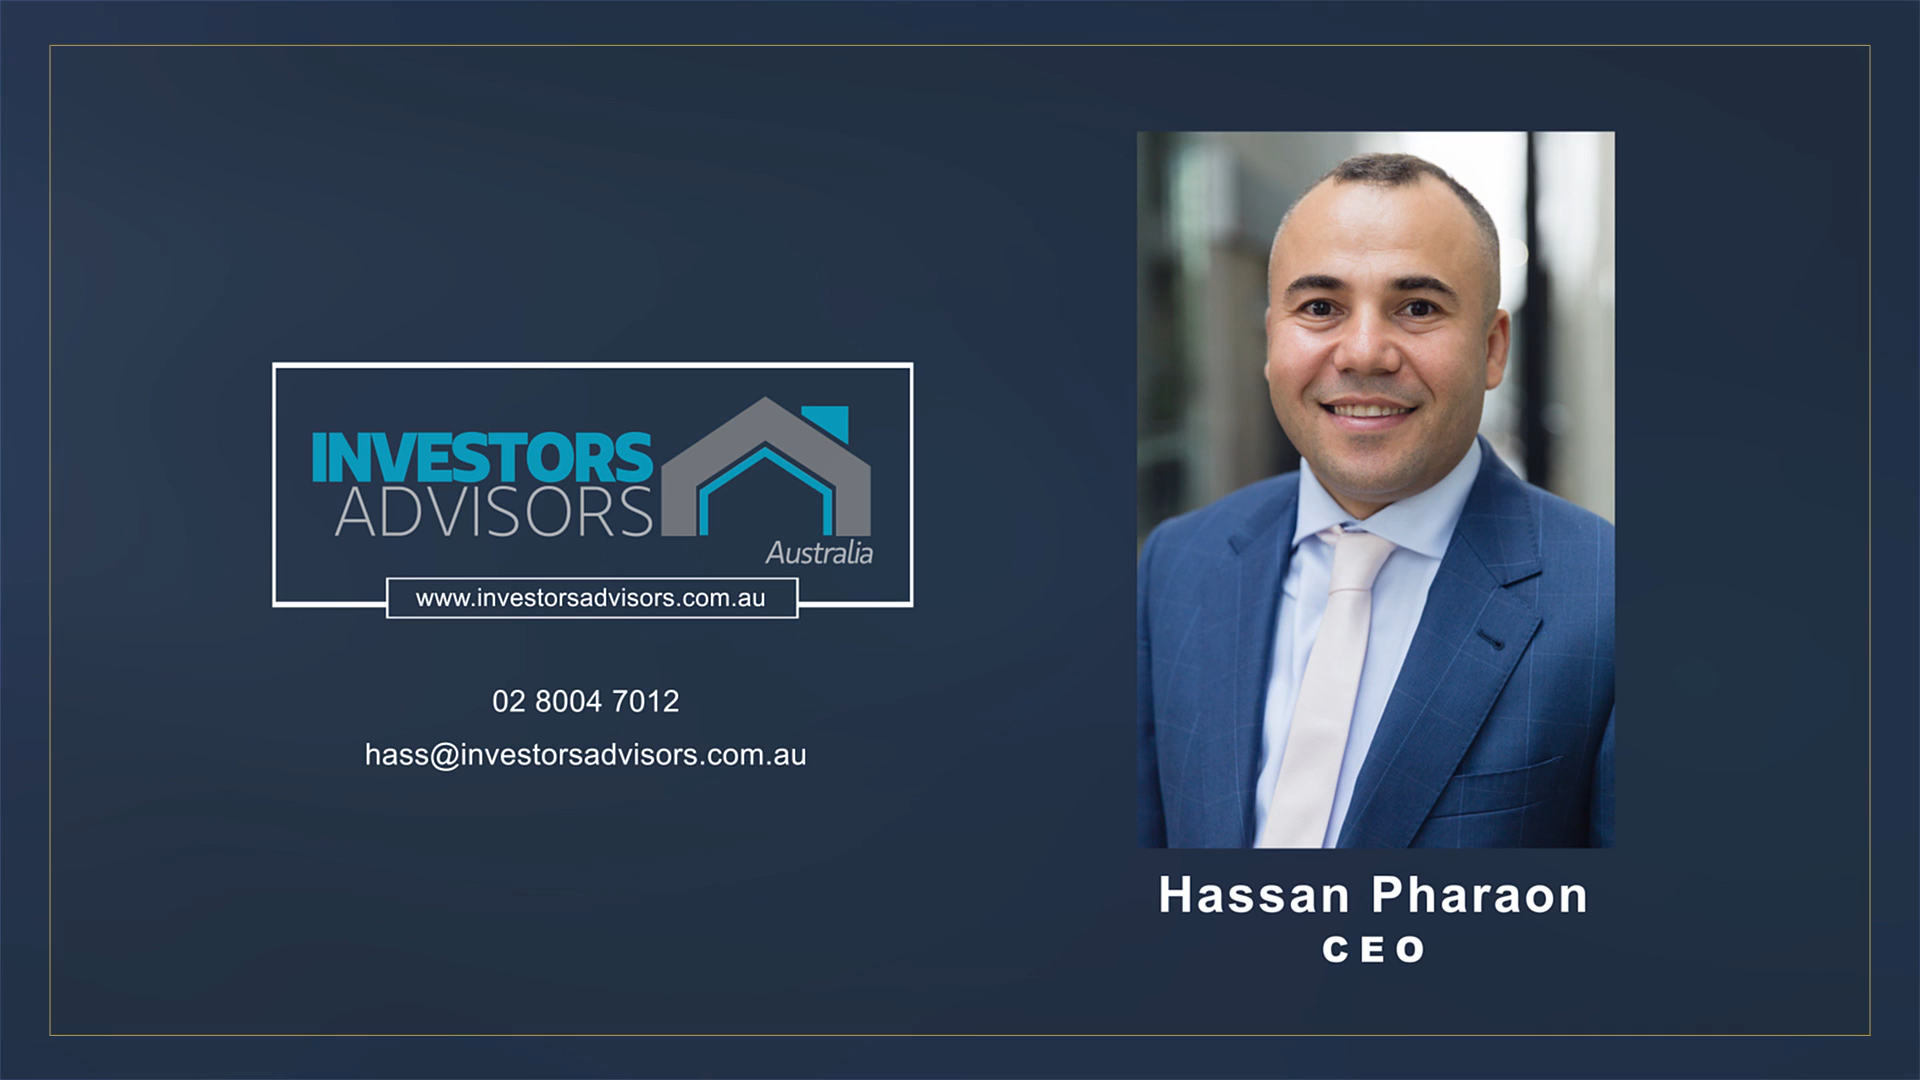 INVESTORS
ADVISORS
Australia
www.investorsadvisors.com.au
02 8004 7012
hass@investorsadvisors.com.au
Hassan Pharaon
CEO